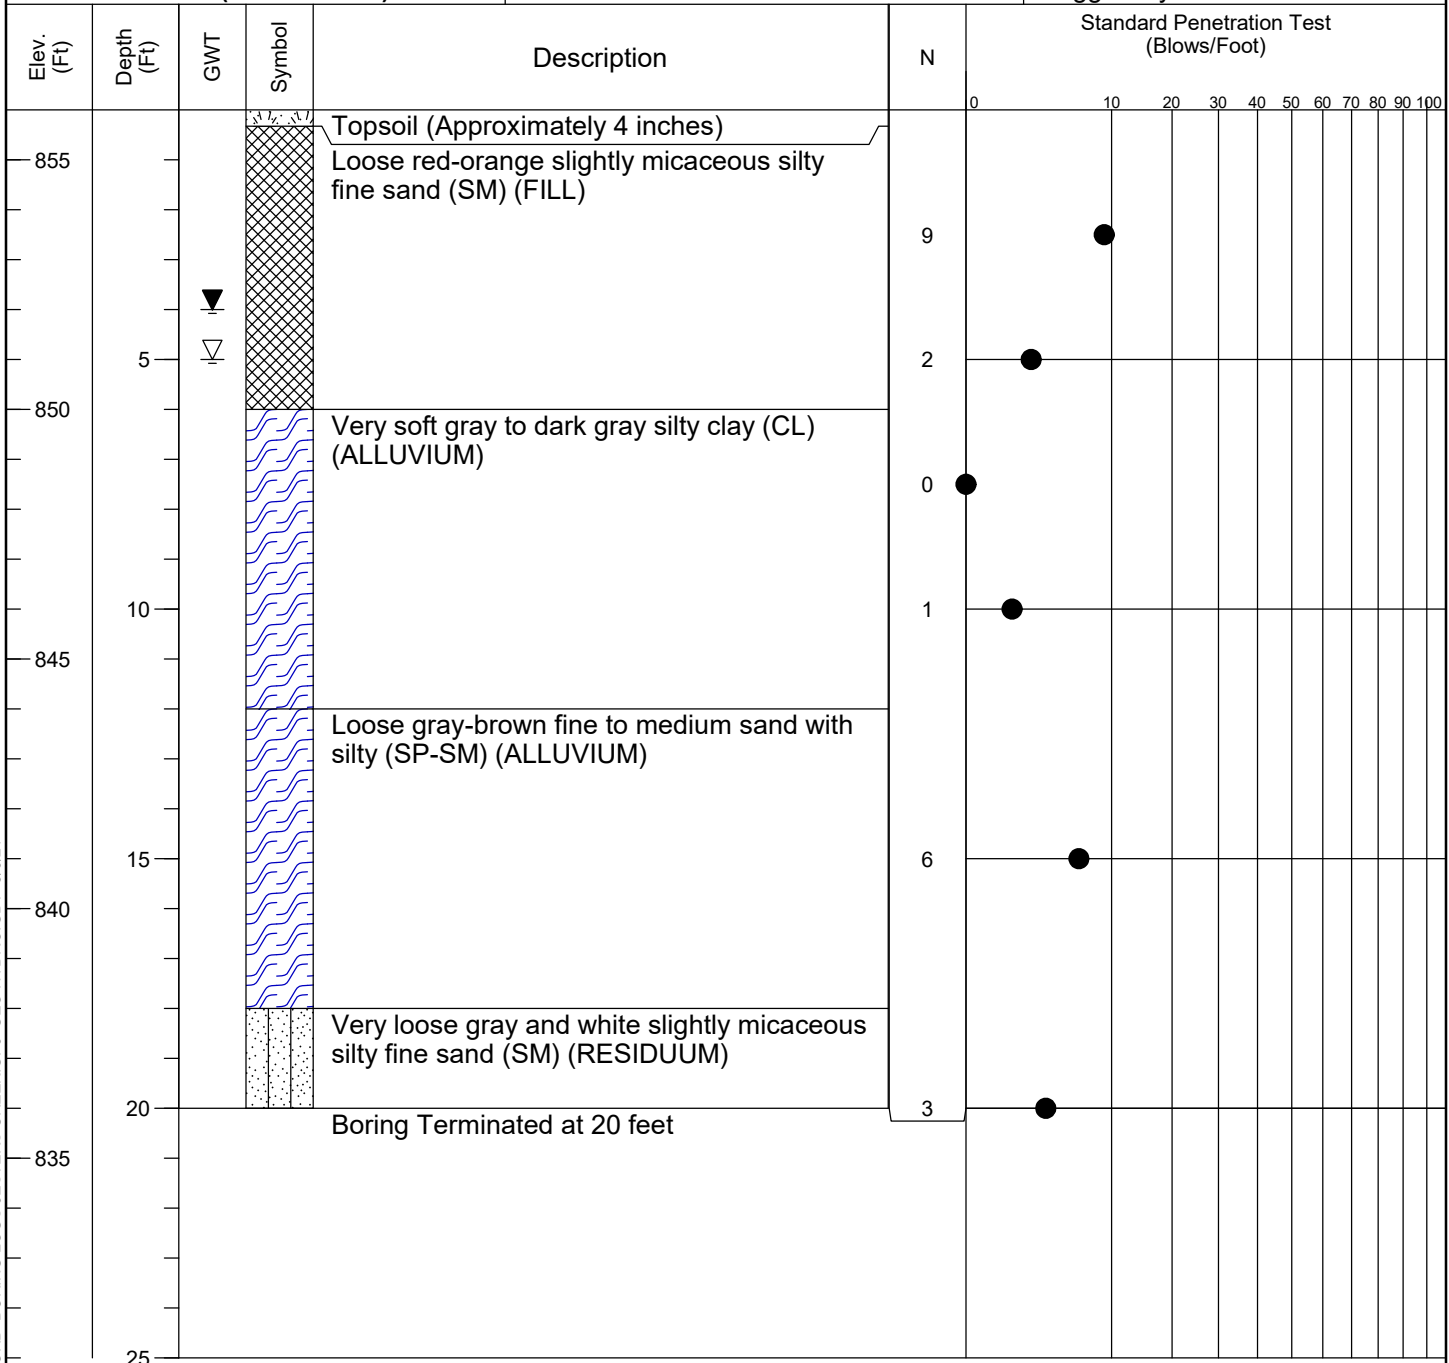 Elev.
(Ft)
Depth
(Ft)
GWT
Symbol
Description
N
Standard Penetration Test
(Blows/Foot)
0 10 20 30 40 50 60 70 80 90 100
Topsoil (Approximately 4 inches)
855
Loose red-orange slightly micaceous silty
fine sand (SM) (FILL)
9
5
2
850
Very soft gray to dark gray silty clay (CL)
(ALLUVIUM)
0
10
1
845
Loose gray-brown fine to medium sand with
silty (SP-SM) (ALLUVIUM)
15
6
840
Very loose gray and white slightly micaceous
silty fine sand (SM) (RESIDUUM)
20
3
Boring Terminated at 20 feet
835
25